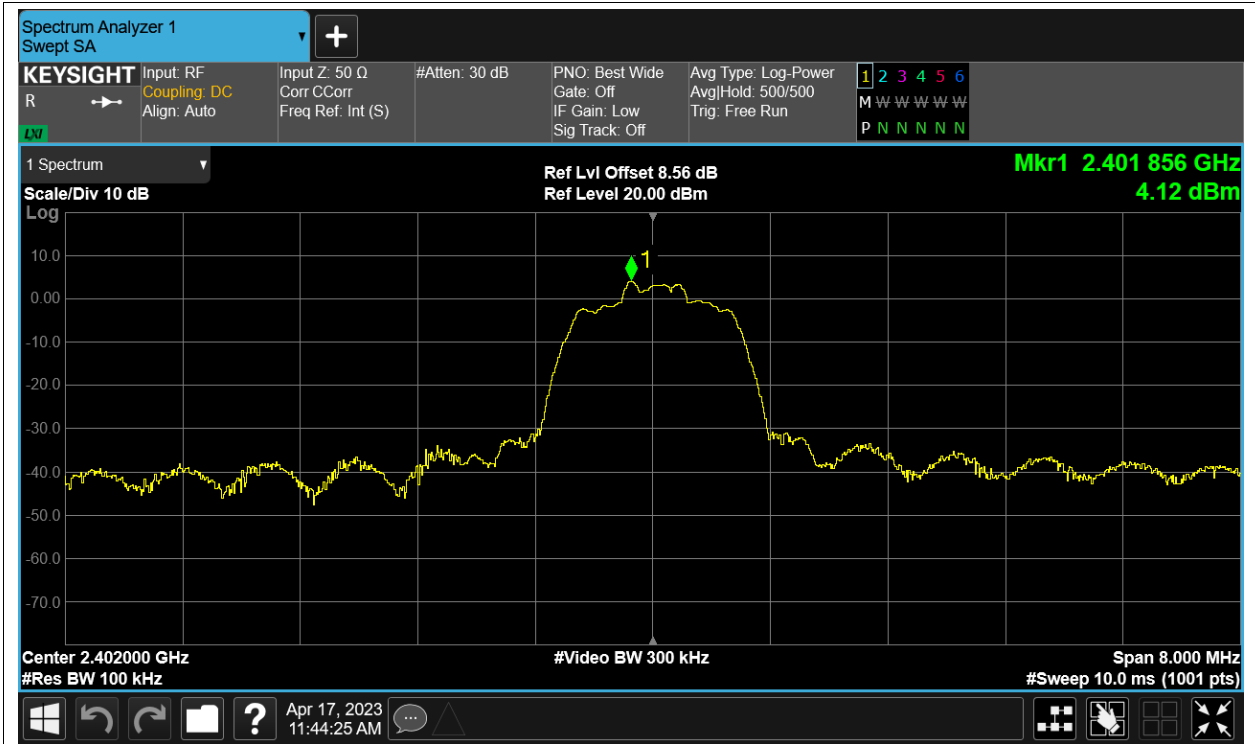 Spectrum Analyzer 1
Swept SA
KEYSIGHT
R
LXI
Input: RF
Coupling: DC
Align: Auto
Input Z: 50 Ω
Corr CCorr
Freq Ref: Int (S)
#Atten: 30 dB
PNO: Best Wide
Gate: Off
IF Gain: Low
Sig Track: Off
Avg Type: Log-Power
Avg|Hold: 500/500
Trig: Free Run
1 2 3 4 5 6
M W W W W W
P N N N N N
1 Spectrum
Scale/Div 10 dB
Log
Ref Lvl Offset 8.56 dB
Ref Level 20.00 dBm
Mkr1 2.401 856 GHz
4.12 dBm
1
10.0
0.00
-10.0
-20.0
-30.0
-40.0
-50.0
-60.0
-70.0
Center 2.402000 GHz
#Res BW 100 kHz
#Video BW 300 kHz
Span 8.000 MHz
#Sweep 10.0 ms (1001 pts)
?
Apr 17, 2023
11:44:25 AM